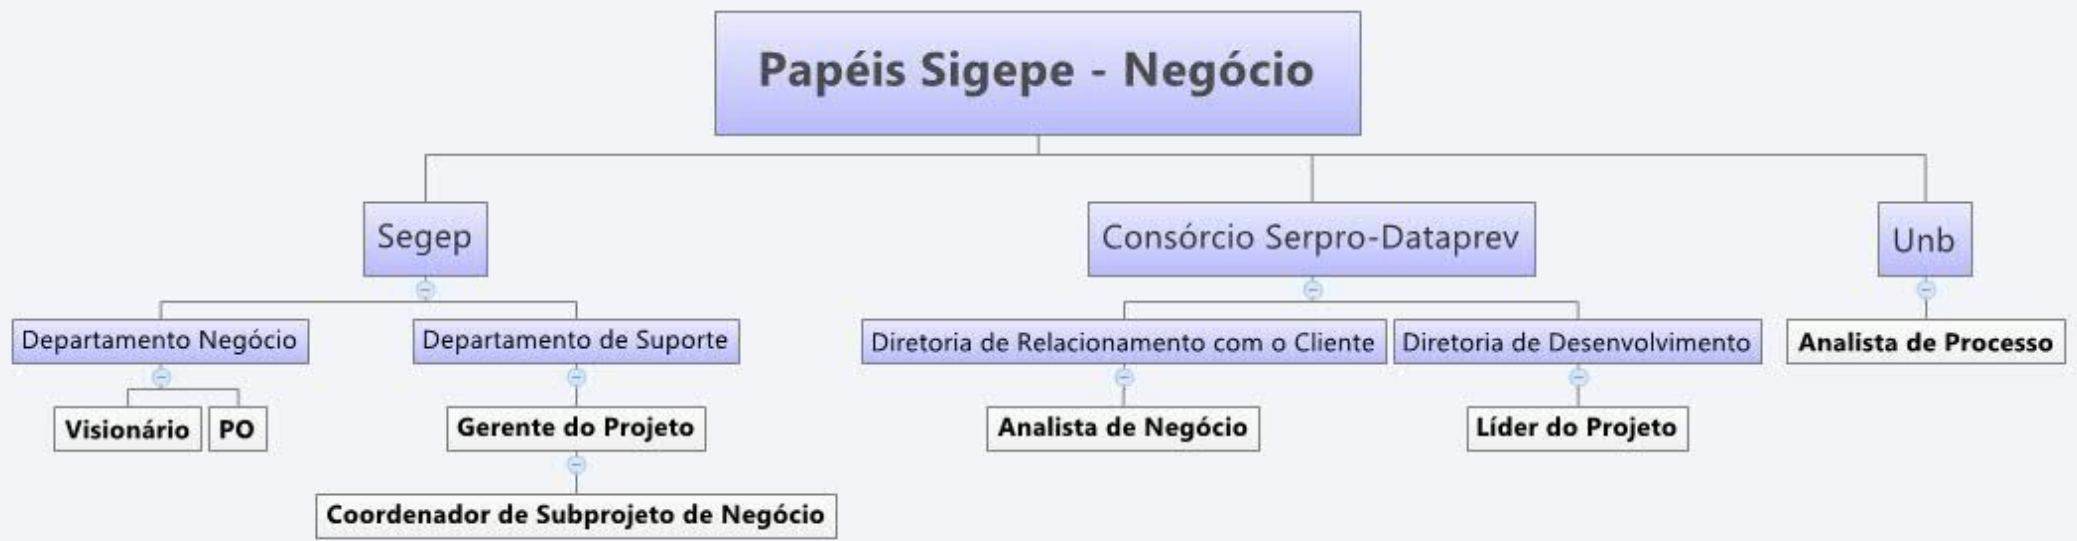 Papéis Sigepe - Negócio
Segep
Consórcio Serpro-Dataprev
Unb
Departamento Negócio
Departamento de Suporte
Diretoria de Relacionamento com o Cliente
Diretoria de Desenvolvimento
Analista de Processo
Visionário
PO
Gerente do Projeto
Analista de Negócio
Líder do Projeto
Coordenador de Subprojeto de Negócio